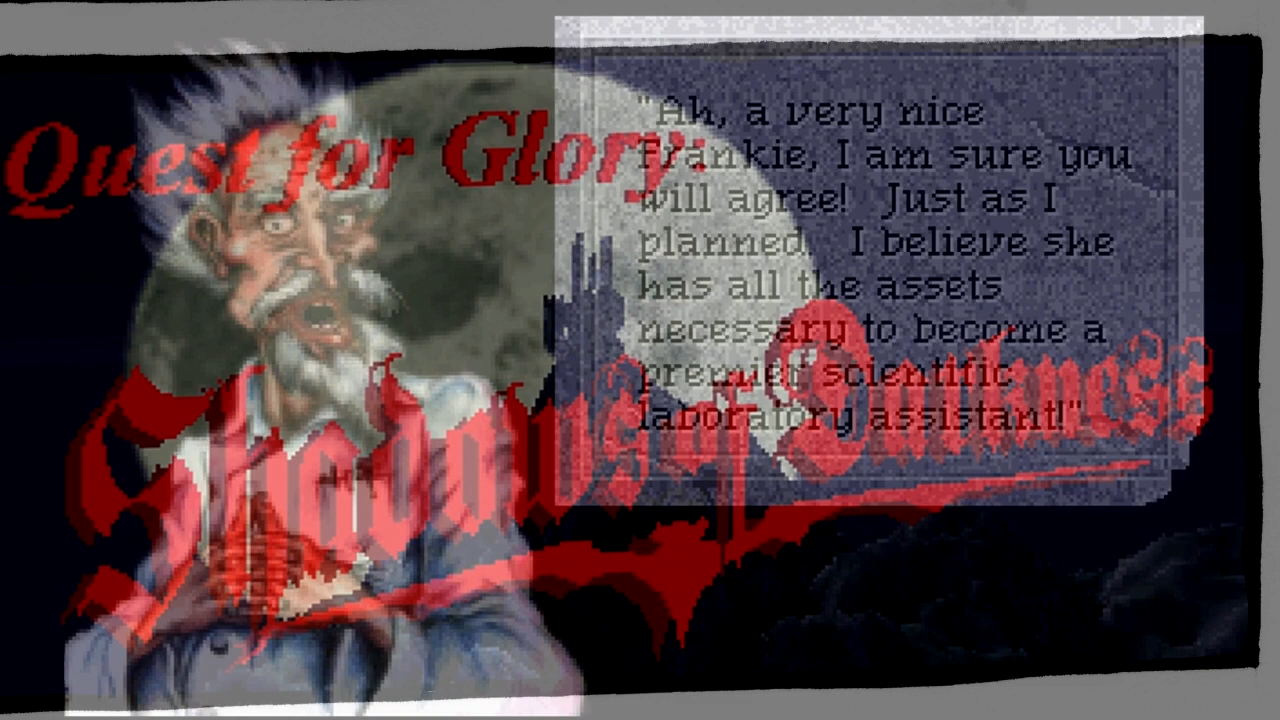 Quest for Glory:
Shadows of Darkness
"Ah, a very nice
Frankie, I am sure you
will agree! Just as I
planned. I believe she
has all the assets
necessary to become a
premier scientific
laboratory assistant!"